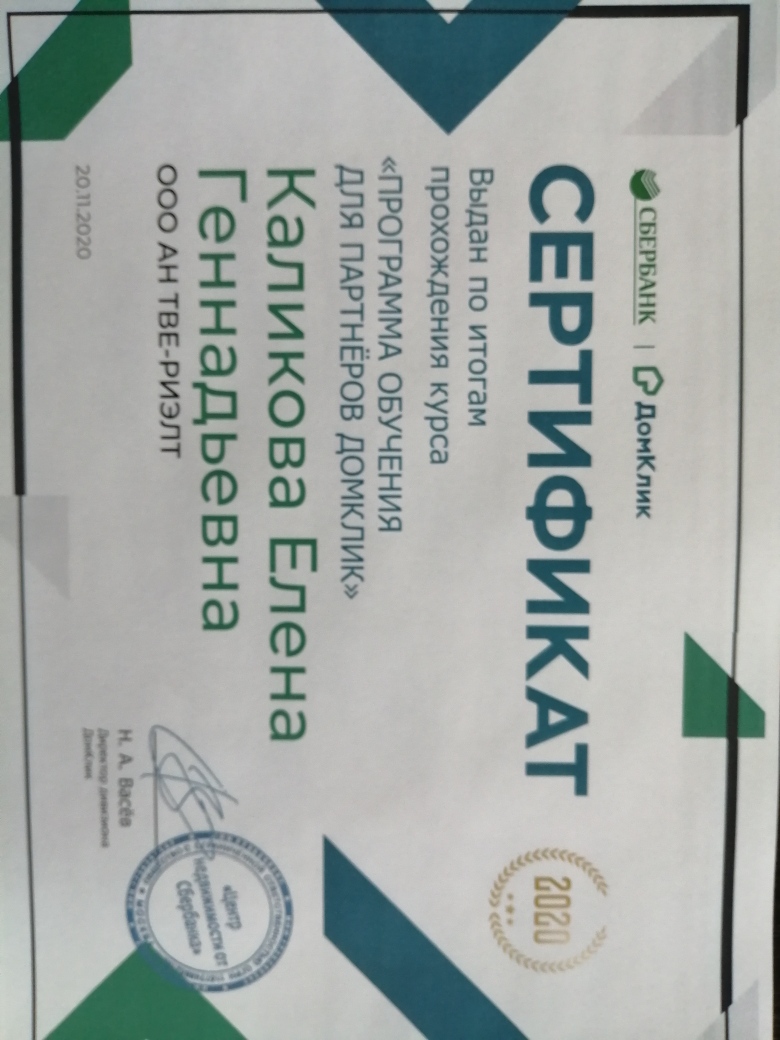 СБЕРБАНК | ДомКлик
СЕРТИФИКАТ
2020
Выдан по итогам
прохождения курса
«ПРОГРАММА ОБУЧЕНИЯ
ДЛЯ ПАРТНЁРОВ ДОМКЛИК»
Каликова Елена
Геннадьевна
ООО АН ТВЕ-РИЭЛТ
20.11.2020
Н. А. Васёв
Директор дивизиона
ДомКлик
«Центр
недвижимости от
Сбербанка»